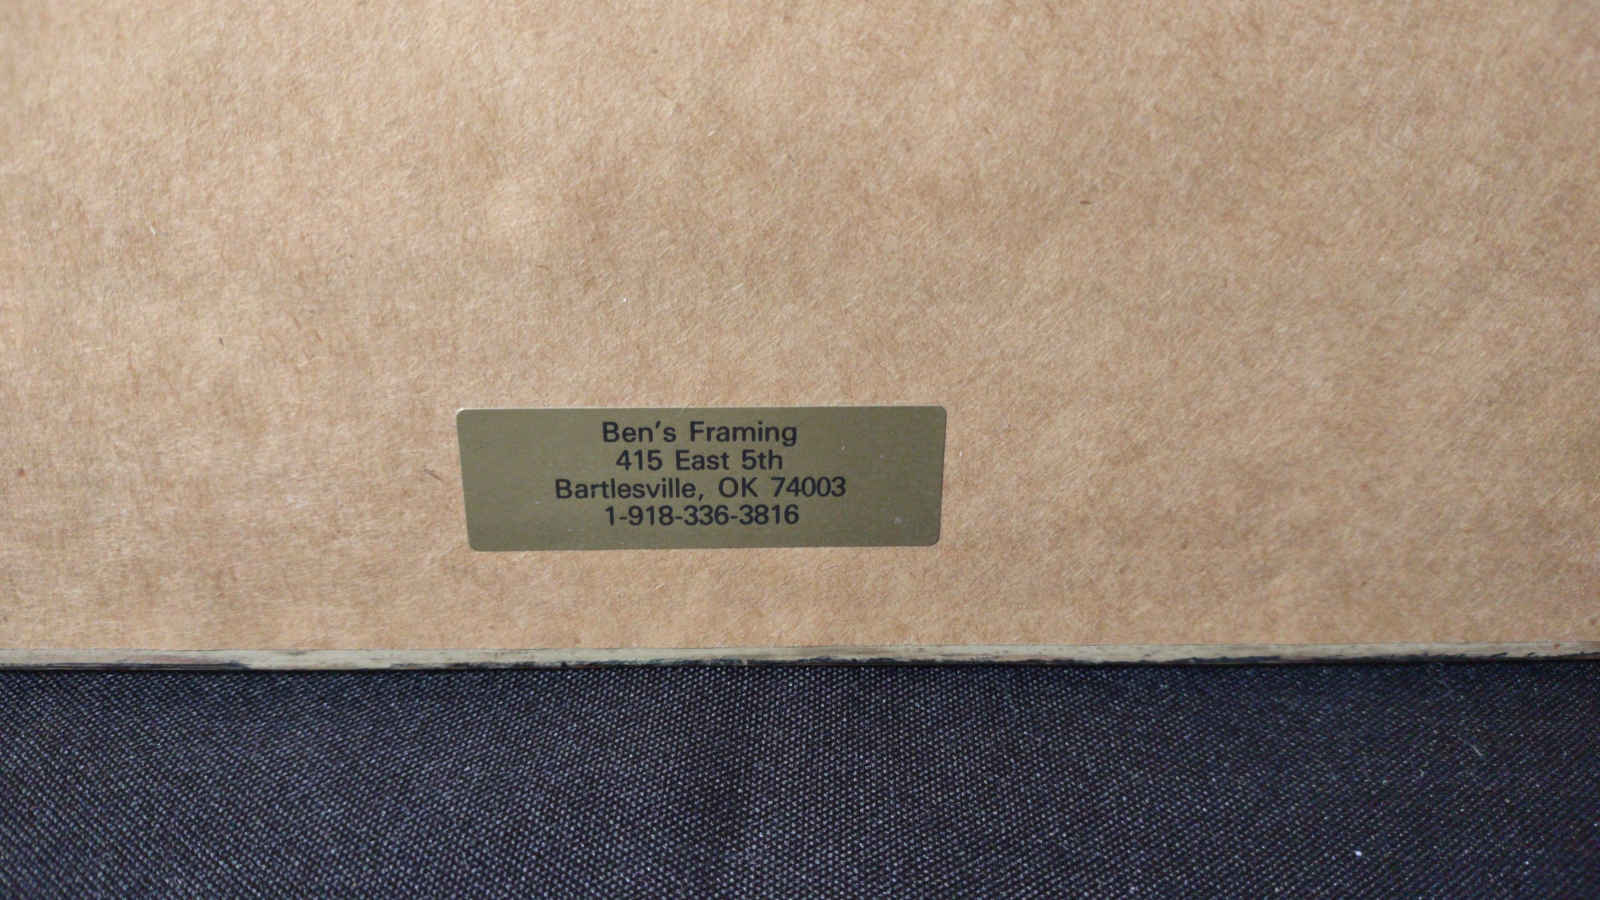 Ben's Framing
415 East 5th
Bartlesville, OK 74003
1-918-336-3816